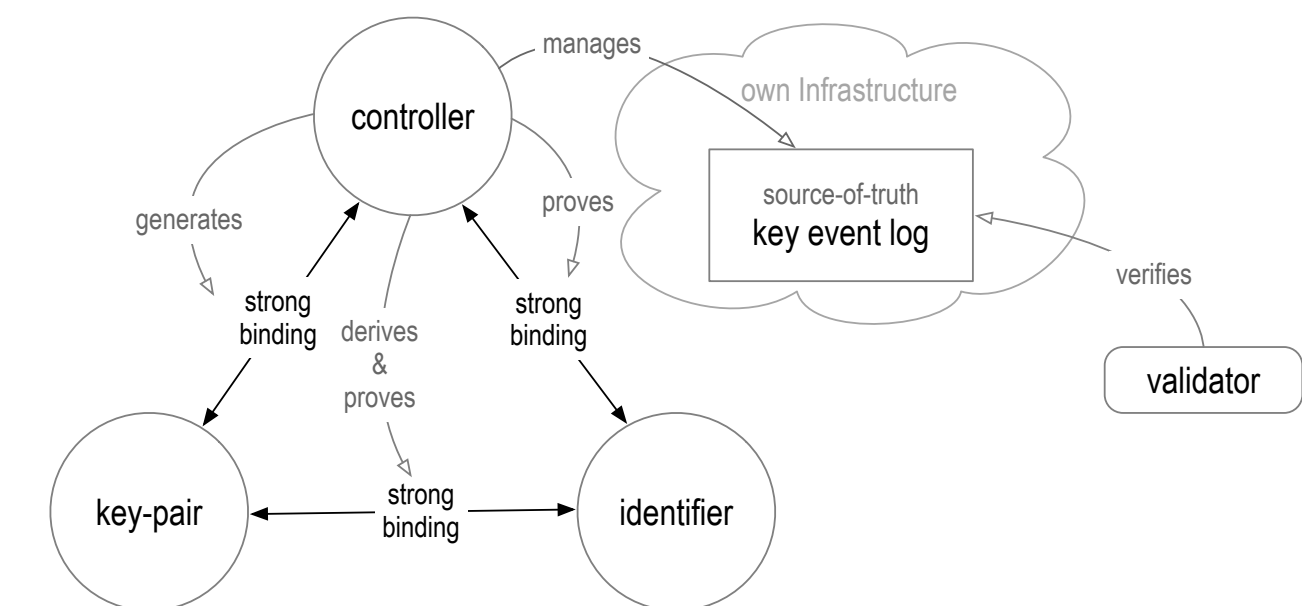 manages
own Infrastructure
controller
source-of-truth
key event log
generates
proves
verifies
strong
binding
derives
&
proves
strong
binding
validator
key-pair
strong
binding
identifier